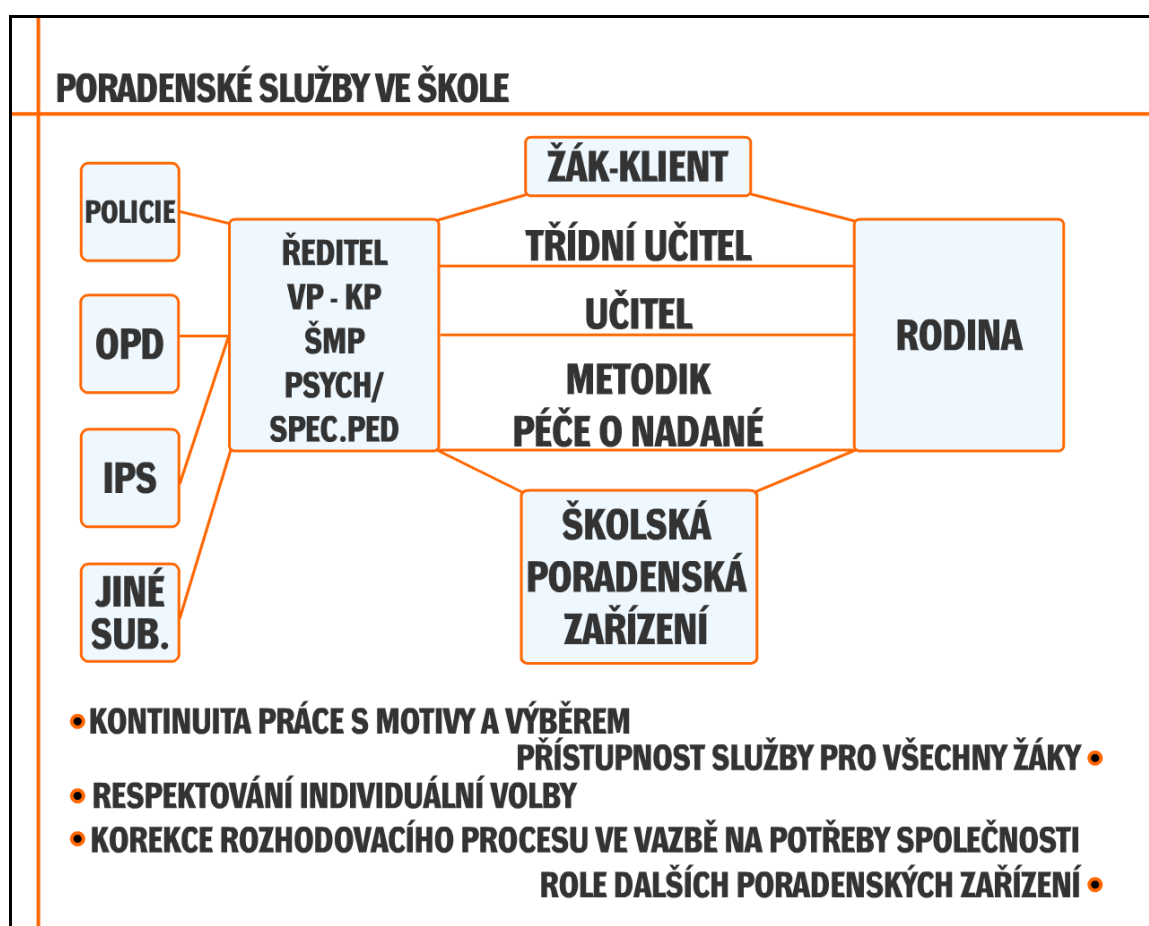 PORADENSKÉ SLUŽBY VE ŠKOLE
ŽÁK-KLIENT
POLICIE
OPD
IPS
JINÉ
SUB.
ŘEDITEL
VP - KP
ŠMP
PSYCH/
SPEC.PED
TŘÍDNÍ UČITEL
UČITEL
METODIK
PÉČE O NADANÉ
RODINA
ŠKOLSKÁ
PORADENSKÁ
ZAŘÍZENÍ
KONTINUITA PRÁCE S MOTIVY A VÝBĚREM
PŘÍSTUPNOST SLUŽBY PRO VŠECHNY ŽÁKY
RESPEKTOVÁNÍ INDIVIDUÁLNÍ VOLBY
KOREKCE ROZHODOVACÍHO PROCESU VE VAZBĚ NA POTŘEBY SPOLEČNOSTI
ROLE DALŠÍCH PORADENSKÝCH ZAŘÍZENÍ